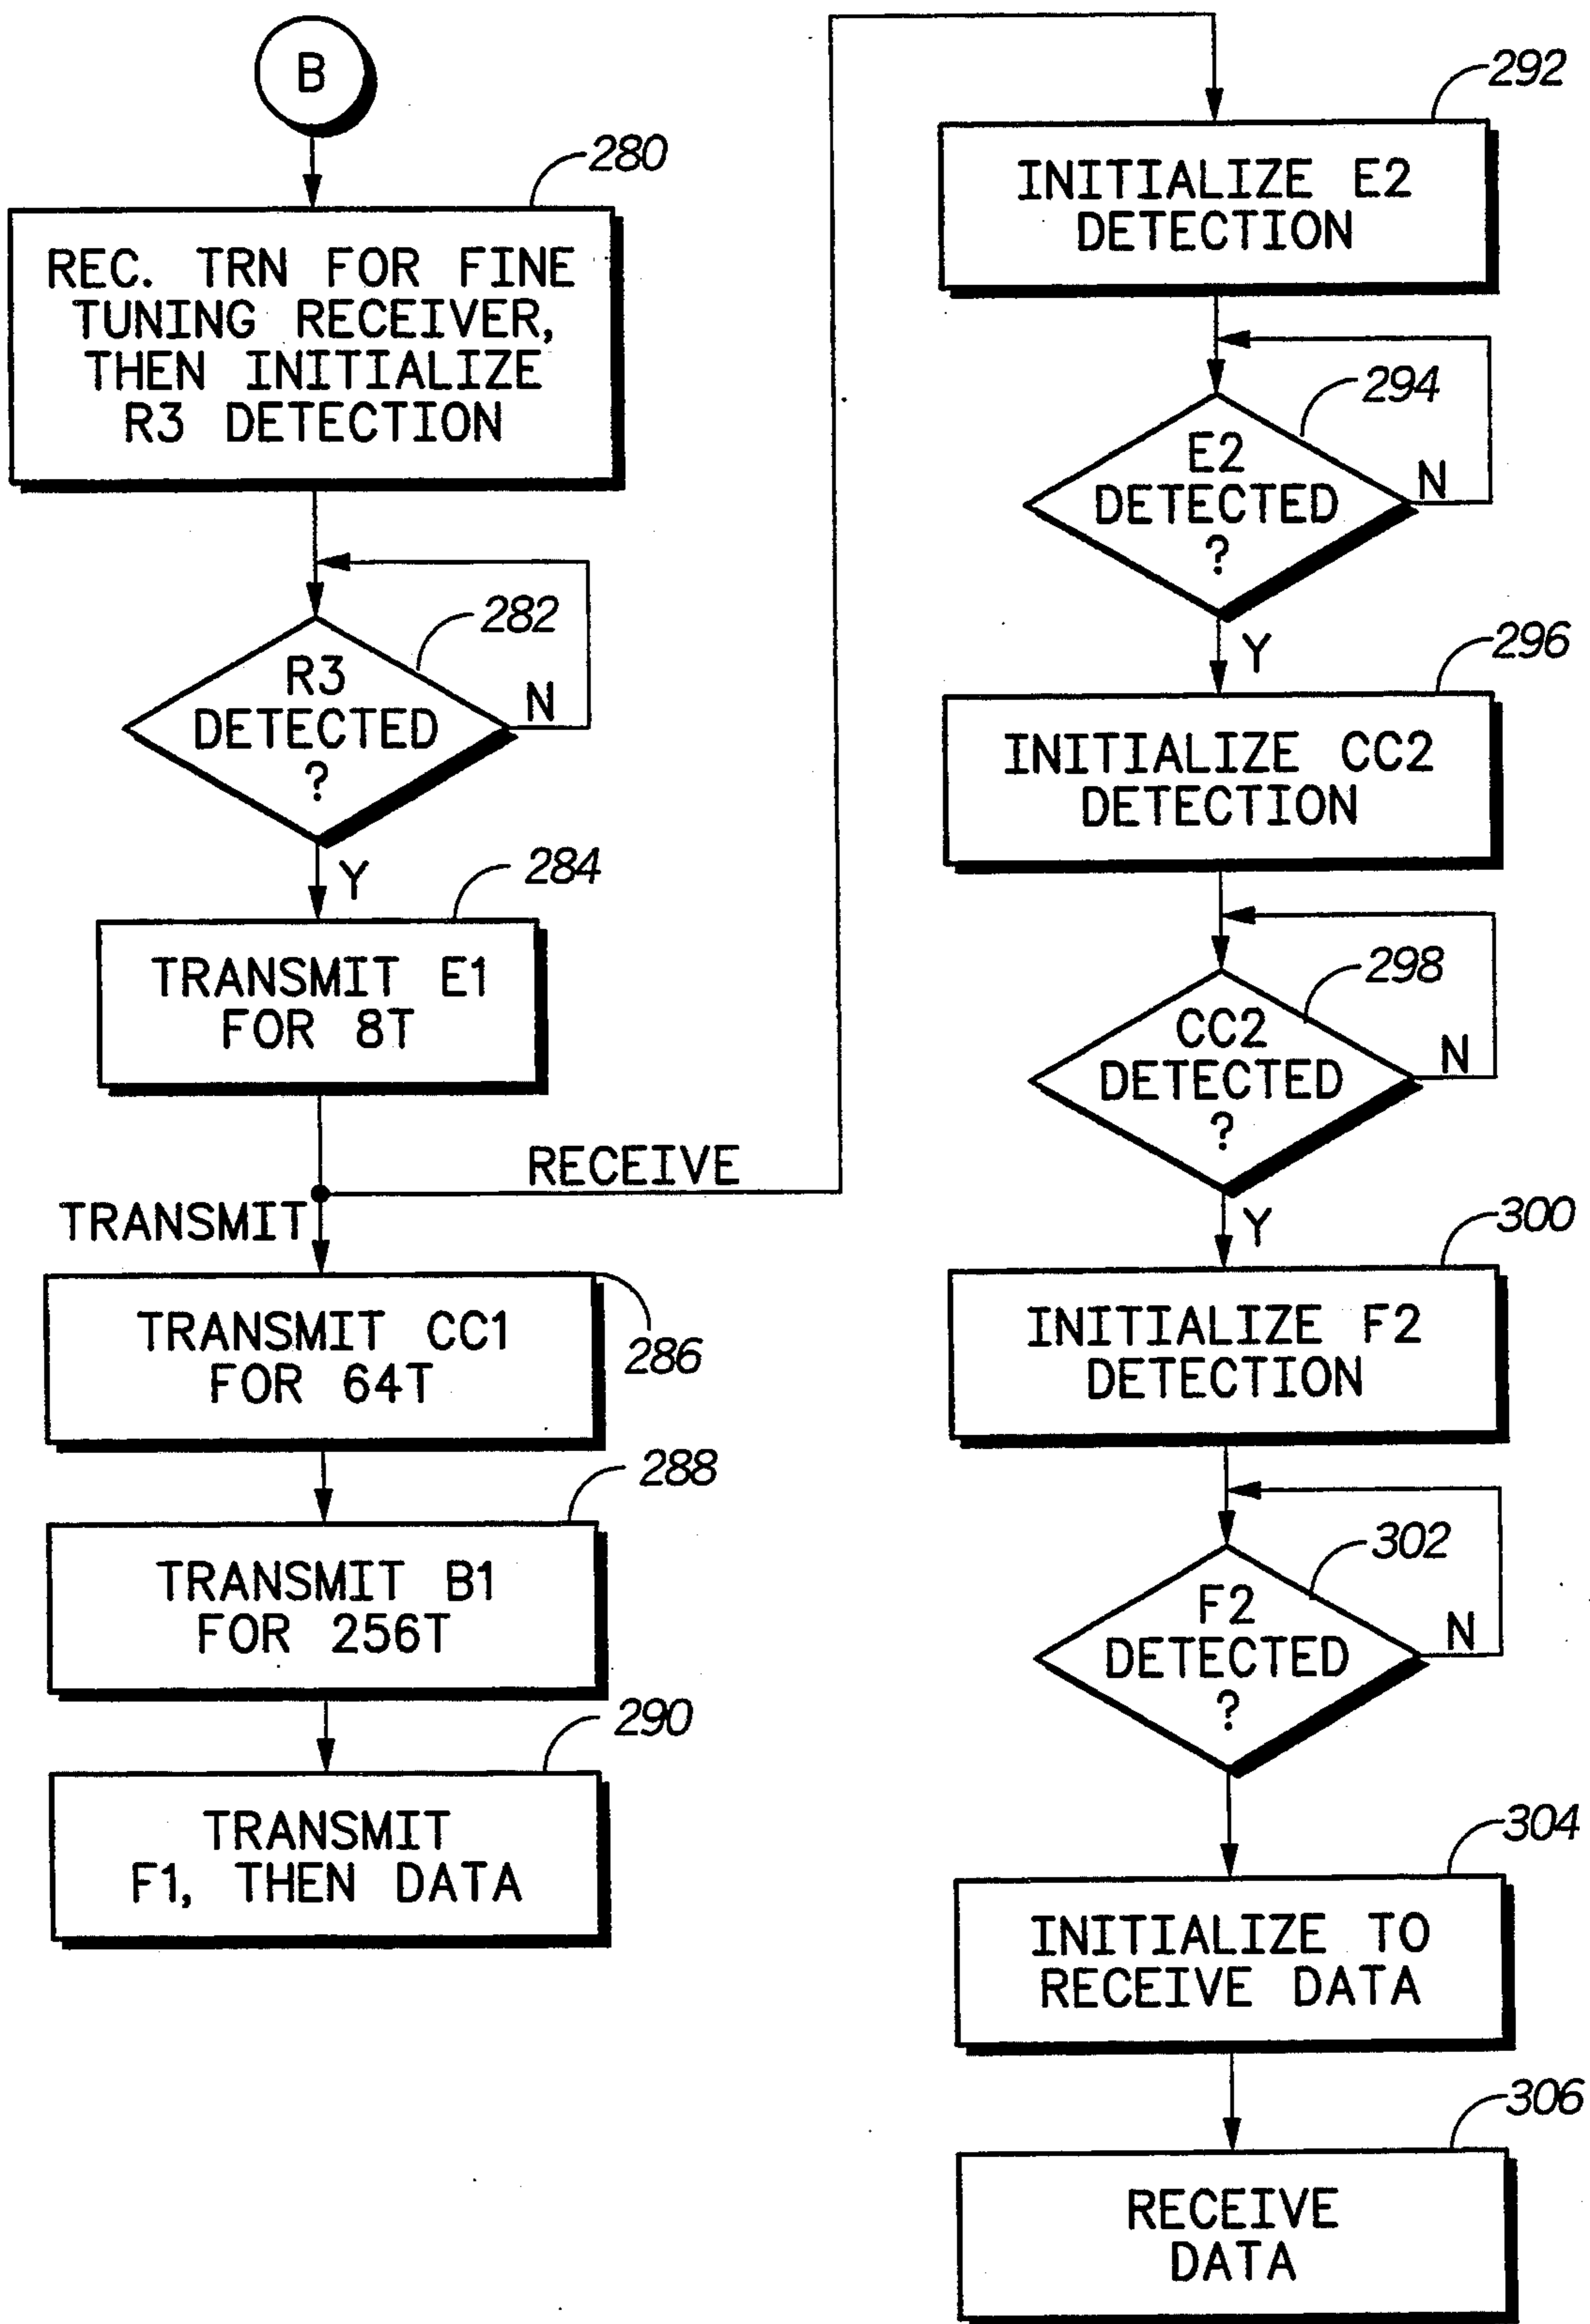 B
280
REC. TRN FOR FINE
TUNING RECEIVER,
THEN INITIALIZE
R3 DETECTION
282
R3
DETECTED
?
N
Y
284
TRANSMIT E1
FOR 8T
RECEIVE
TRANSMIT
286
TRANSMIT CC1
FOR 64T
288
TRANSMIT B1
FOR 256T
290
TRANSMIT
F1, THEN DATA
292
INITIALIZE E2
DETECTION
294
E2
DETECTED
?
N
Y
296
INITIALIZE CC2
DETECTION
298
CC2
DETECTED
?
N
Y
300
INITIALIZE F2
DETECTION
302
F2
DETECTED
?
N
304
INITIALIZE TO
RECEIVE DATA
306
RECEIVE
DATA